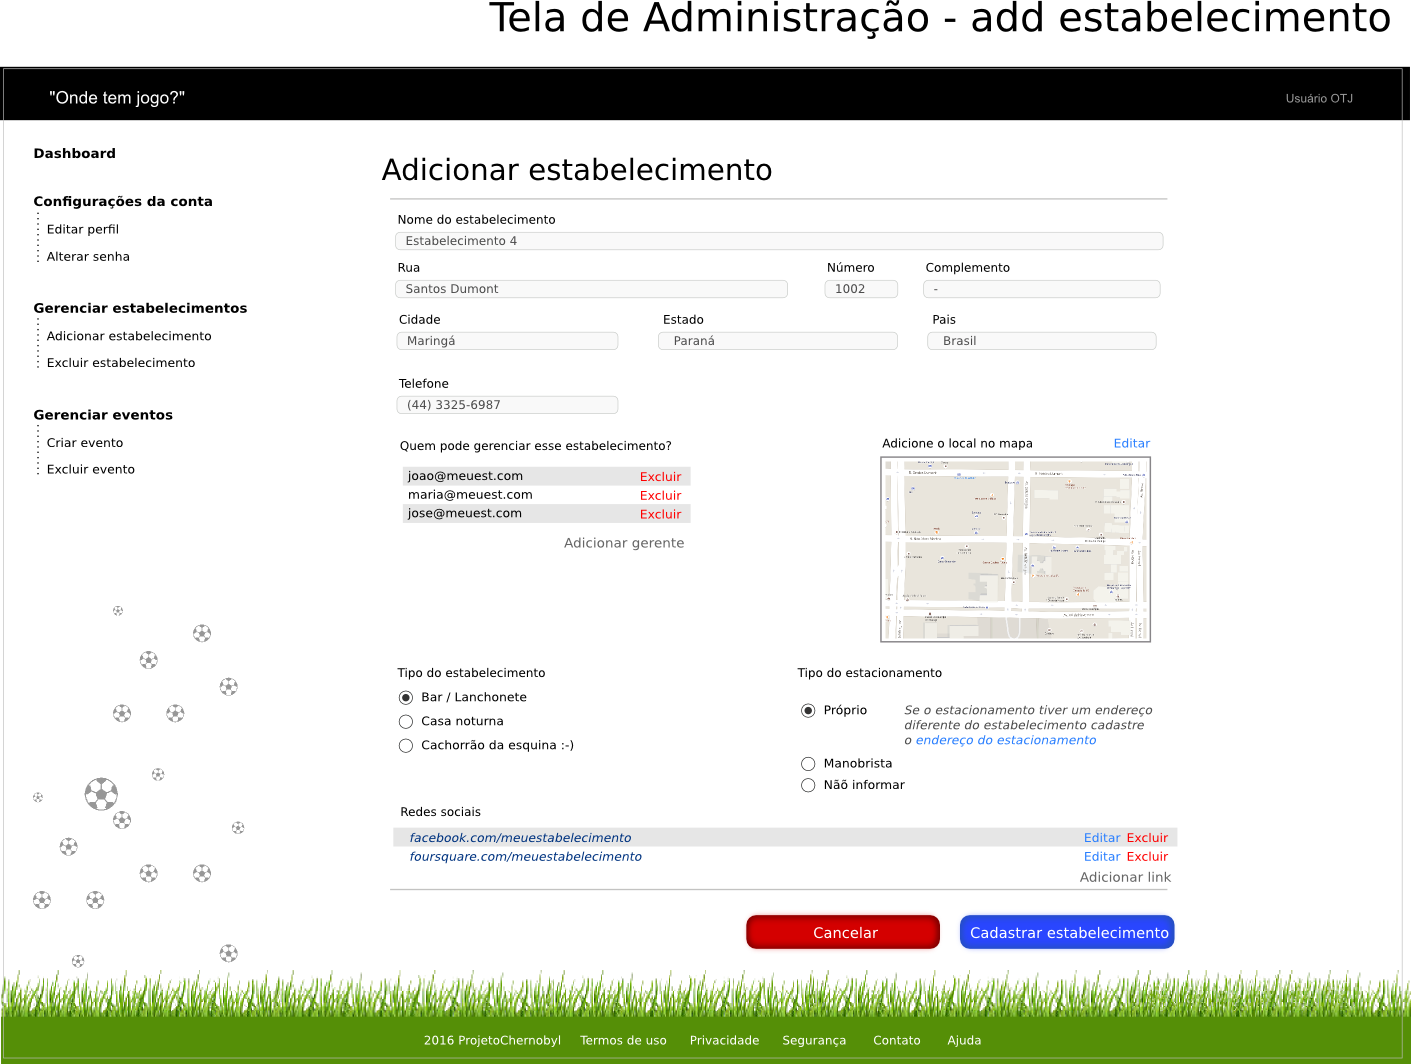 Tela de Administração - add estabelecimento
"Onde tem jogo?"
Usuário OTJ
Dashboard
Configurações da conta
Editar perfil
Alterar senha
Gerenciar estabelecimentos
Adicionar estabelecimento
Excluir estabelecimento
Gerenciar eventos
Criar evento
Excluir evento
Adicionar estabelecimento
Nome do estabelecimento
Estabelecimento 4
Rua Número Complemento
Santos Dumont 1002 -
Cidade Estado Pais
Maringá Paraná Brasil
Telefone
(44) 3325-6987
Quem pode gerenciar esse estabelecimento?
joao@meuest.com Excluir
maria@meuest.com Excluir
jose@meuest.com Excluir
Adicionar gerente
Adicione o local no mapa Editar
Tipo do estabelecimento
Bar / Lanchonete
Casa noturna
Cachorrão da esquina :-)
Tipo do estacionamento
Próprio
Se o estacionamento tiver um endereço
diferente do estabelecimento cadastre
o endereço do estacionamento
Manobrista
Nãõ informar
Redes sociais
facebook.com/meuestabelecimento Editar Excluir
foursquare.com/meuestabelecimento Editar Excluir
Adicionar link
Cancelar Cadastrar estabelecimento
2016 ProjetoChernobyl Termos de uso Privacidade Segurança Contato Ajuda